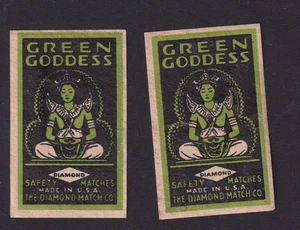 GREEN
GODDESS
DIAMOND
SAFETY MATCHES
MADE IN U.S.A.
THE DIAMOND MATCH CO.
GREEN
GODDESS
DIAMOND
SAFETY MATCHES
MADE IN U.S.A.
THE DIAMOND MATCH CO.